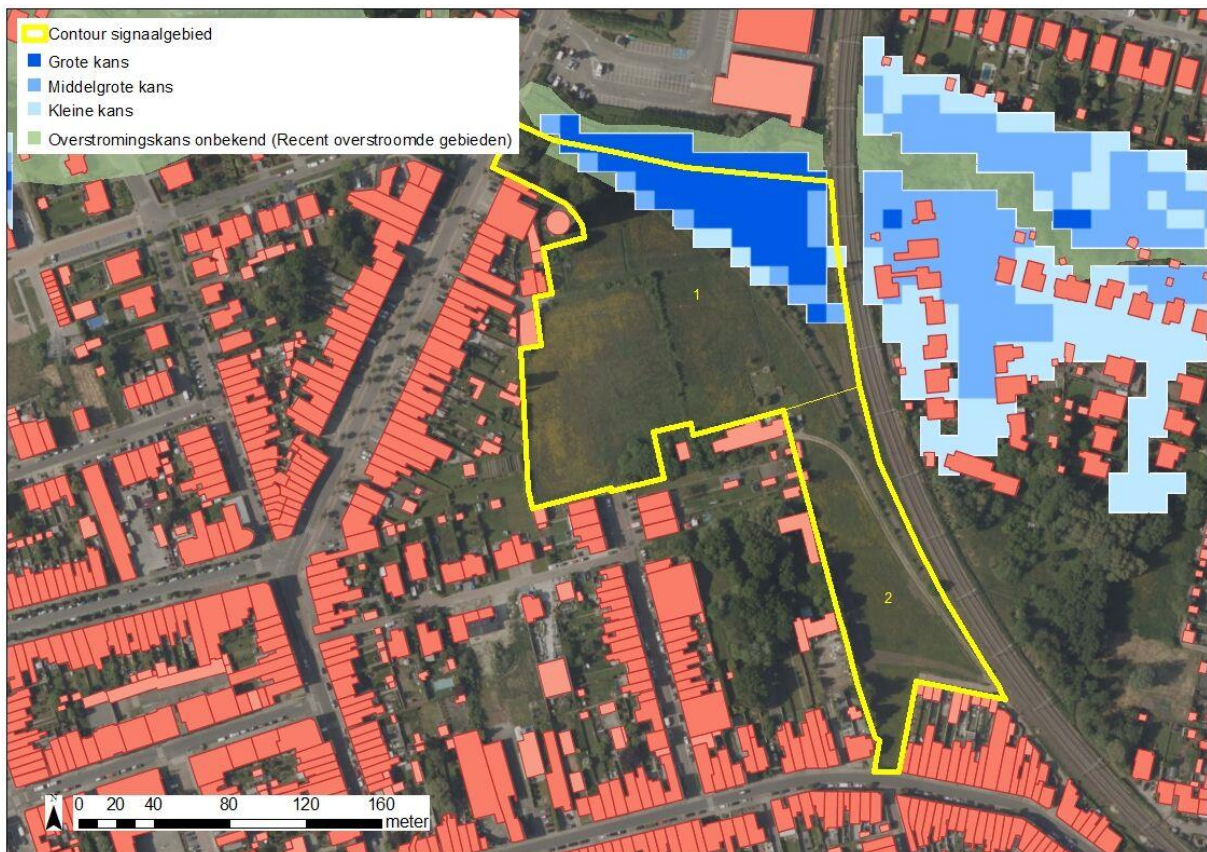 Contour signaalgebied
Grote kans
Middelgrote kans
Kleine kans
Overstromingskans onbekend (Recent overstroomde gebieden)
1
2
N
0 20 40 80 120 160
meter